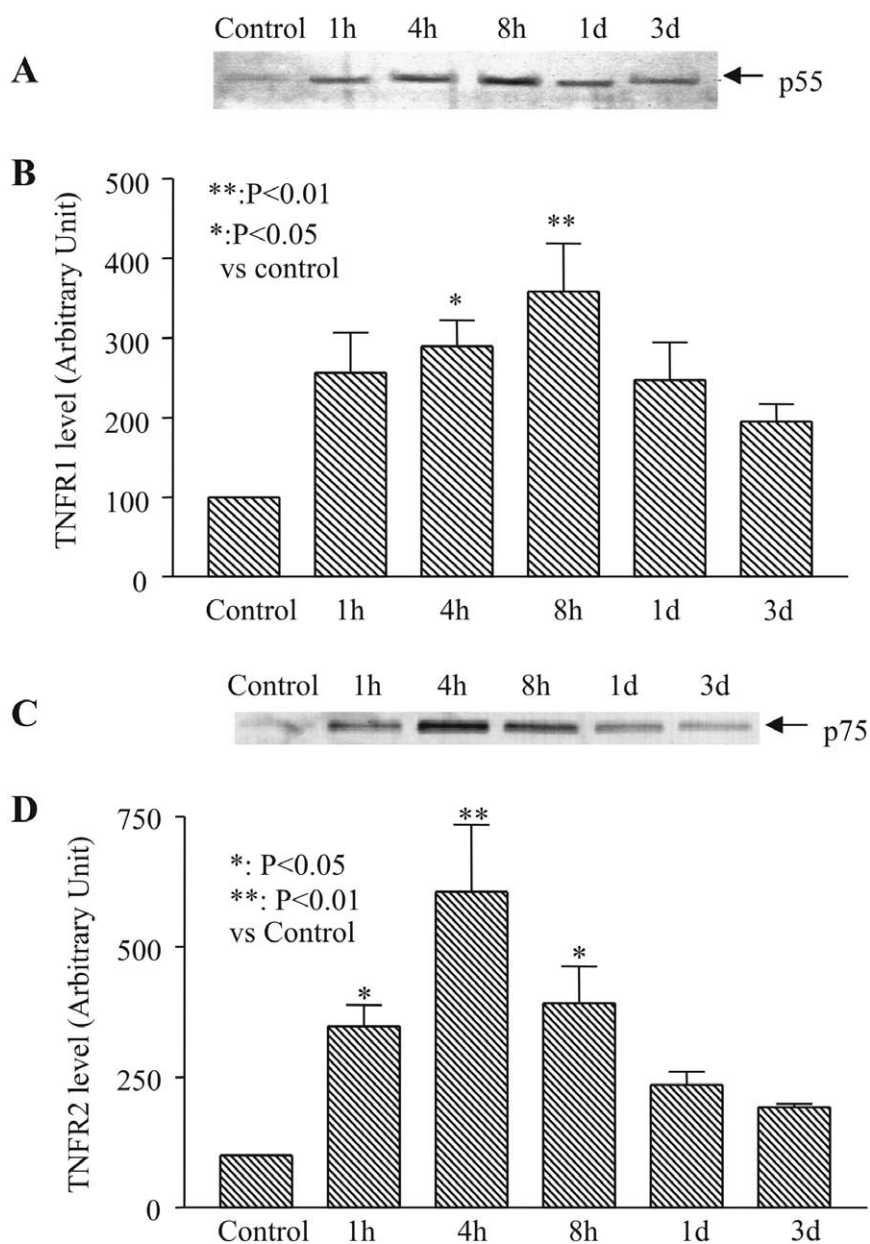 Control 1h 4h 8h 1d 3d
A
p55
B
TNFR1 level (Arbitrary Unit)
500
400
300
200
100
0
**:P<0.01
*:P<0.05
vs control
*
**
Control 1h 4h 8h 1d 3d
Control 1h 4h 8h 1d 3d
C
p75
D
TNFR2 level (Arbitrary Unit)
750
500
250
0
*: P<0.05
**: P<0.01
vs Control
*
**
*
Control 1h 4h 8h 1d 3d